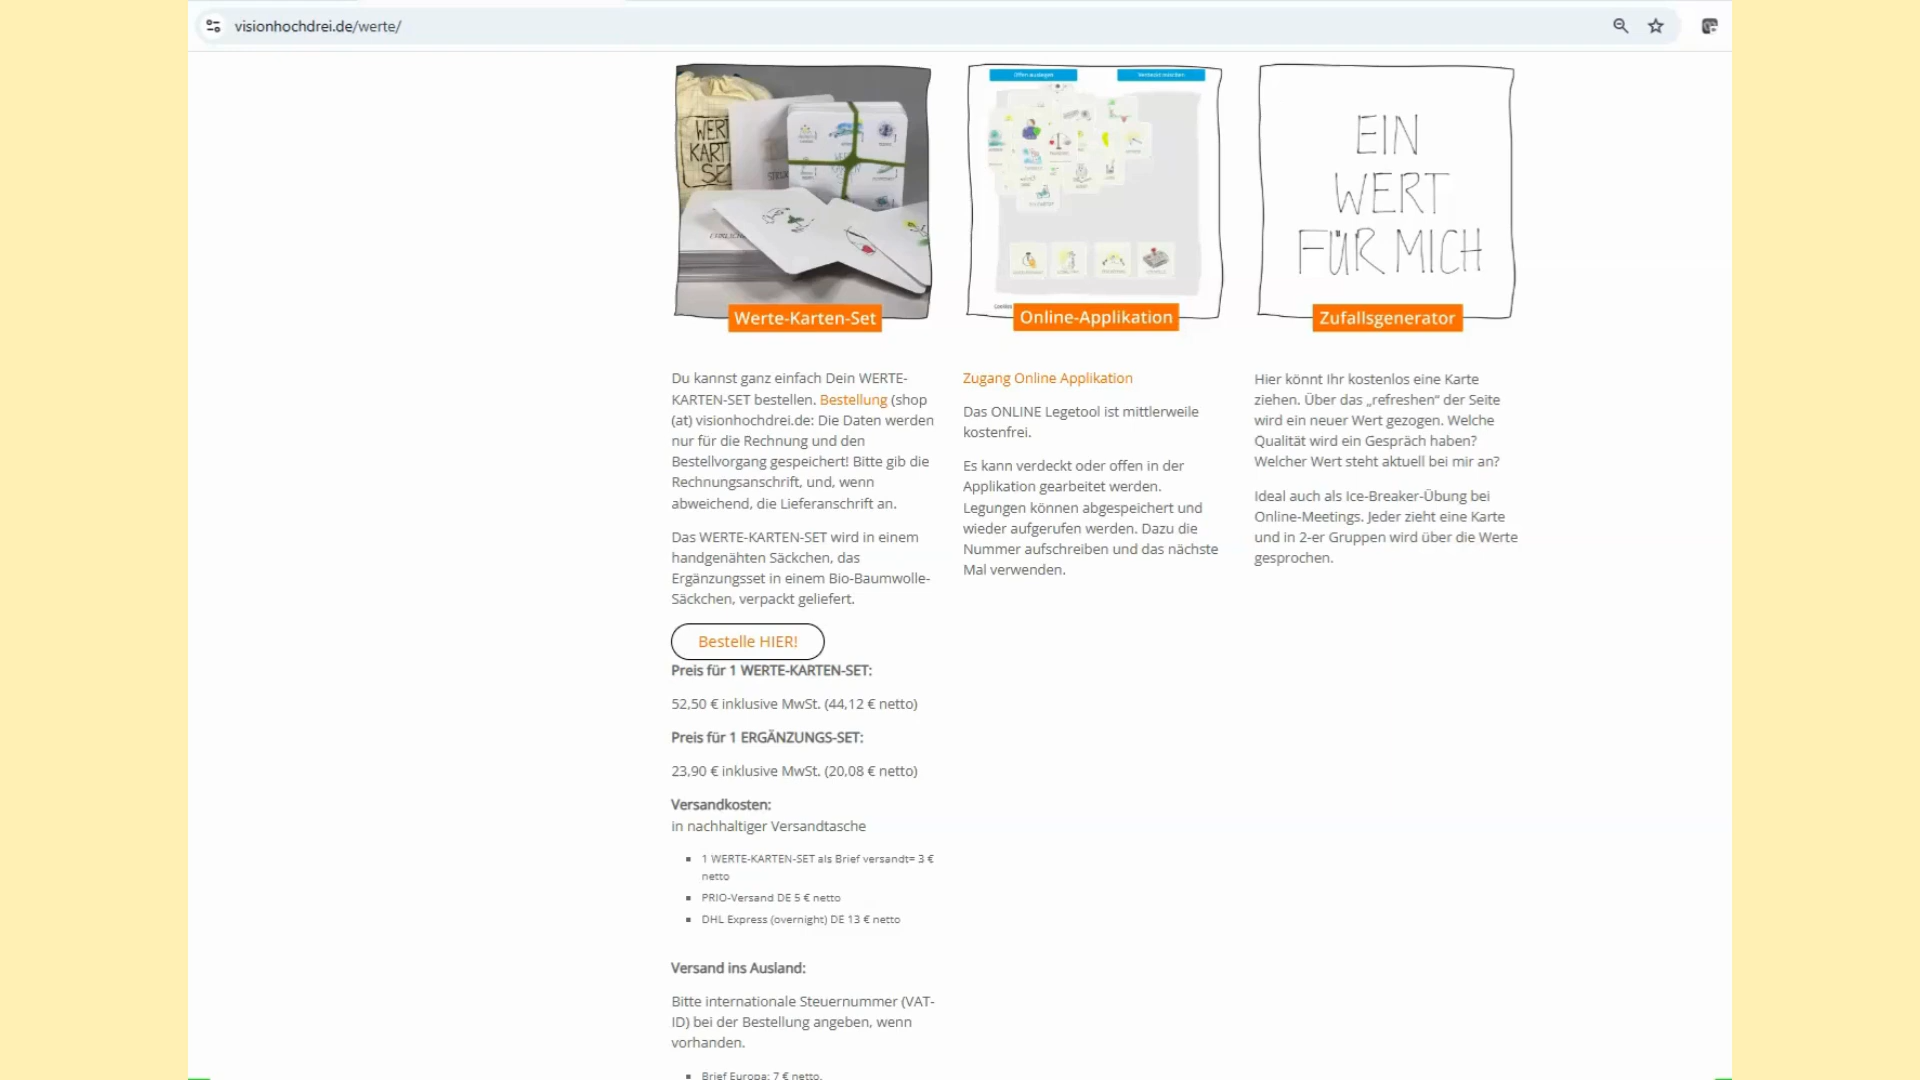 visionhochdrei.de/werte/
WERT
KART
SE
Offen auslegen
Verdeckt ziehen
EIN
WERT
FÜR MICH
Werte-Karten-Set
Online-Applikation
Zufallsgenerator
Du kannst ganz einfach Dein WERTE-
KARTEN-SET bestellen. Bestellung (shop
(at) visionhochdrei.de: Die Daten werden
nur für die Rechnung und den
Bestellvorgang gespeichert! Bitte gib die
Rechnungsanschrift, und, wenn
abweichend, die Lieferanschrift an.
Das WERTE-KARTEN-SET wird in einem
handgenähten Säckchen, das
Ergänzungsset in einem Bio-Baumwolle-
Säckchen, verpackt geliefert.
Bestelle HIER!
Preis für 1 WERTE-KARTEN-SET:
52,50 € inklusive MwSt. (44,12 € netto)
Preis für 1 ERGÄNZUNGS-SET:
23,90 € inklusive MwSt. (20,08 € netto)
Versandkosten:
in nachhaltiger Versandtasche
1 WERTE-KARTEN-SET als Brief versandt= 3 €
netto
PRIO-Versand DE 5 € netto
DHL Express (overnight) DE 13 € netto
Versand ins Ausland:
Bitte internationale Steuernummer (VAT-
ID) bei der Bestellung angeben, wenn
vorhanden.
Brief Europa: 7 € netto.
Zugang Online Applikation
Das ONLINE Legetool ist mittlerweile
kostenfrei.
Es kann verdeckt oder offen in der
Applikation gearbeitet werden.
Legungen können abgespeichert und
wieder aufgerufen werden. Dazu die
Nummer aufschreiben und das nächste
Mal verwenden.
Hier könnt Ihr kostenlos eine Karte
ziehen. Über das „refreshen“ der Seite
wird ein neuer Wert gezogen. Welche
Qualität wird ein Gespräch haben?
Welcher Wert steht aktuell bei mir an?
Ideal auch als Ice-Breaker-Übung bei
Online-Meetings. Jeder zieht eine Karte
und in 2-er Gruppen wird über die Werte
gesprochen.